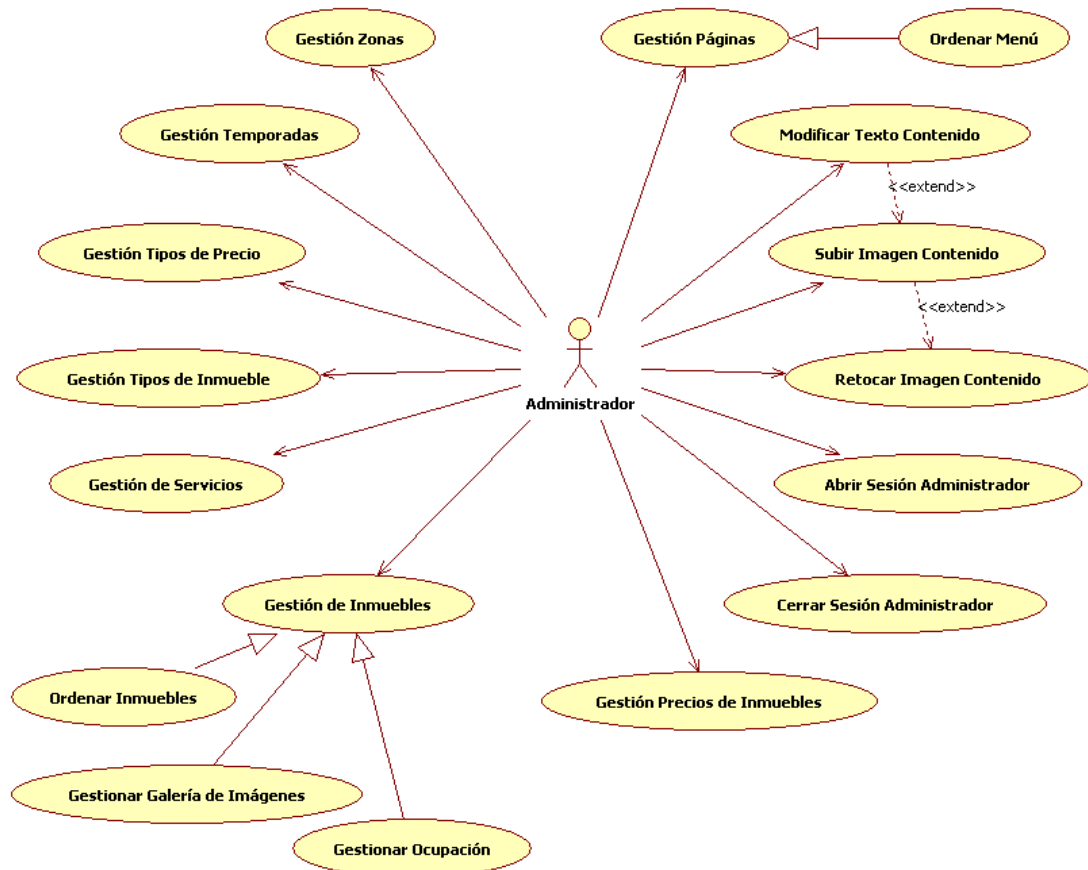 Gestión Zonas
Gestión Páginas
Ordenar Menú
Gestión Temporadas
Modificar Texto Contenido
<<extend>>
Gestión Tipos de Precio
Subir Imagen Contenido
<<extend>>
Gestión Tipos de Inmueble
Retocar Imagen Contenido
Administrador
Gestión de Servicios
Abrir Sesión Administrador
Gestión de Inmuebles
Cerrar Sesión Administrador
Ordenar Inmuebles
Gestión Precios de Inmuebles
Gestionar Galería de Imágenes
Gestionar Ocupación